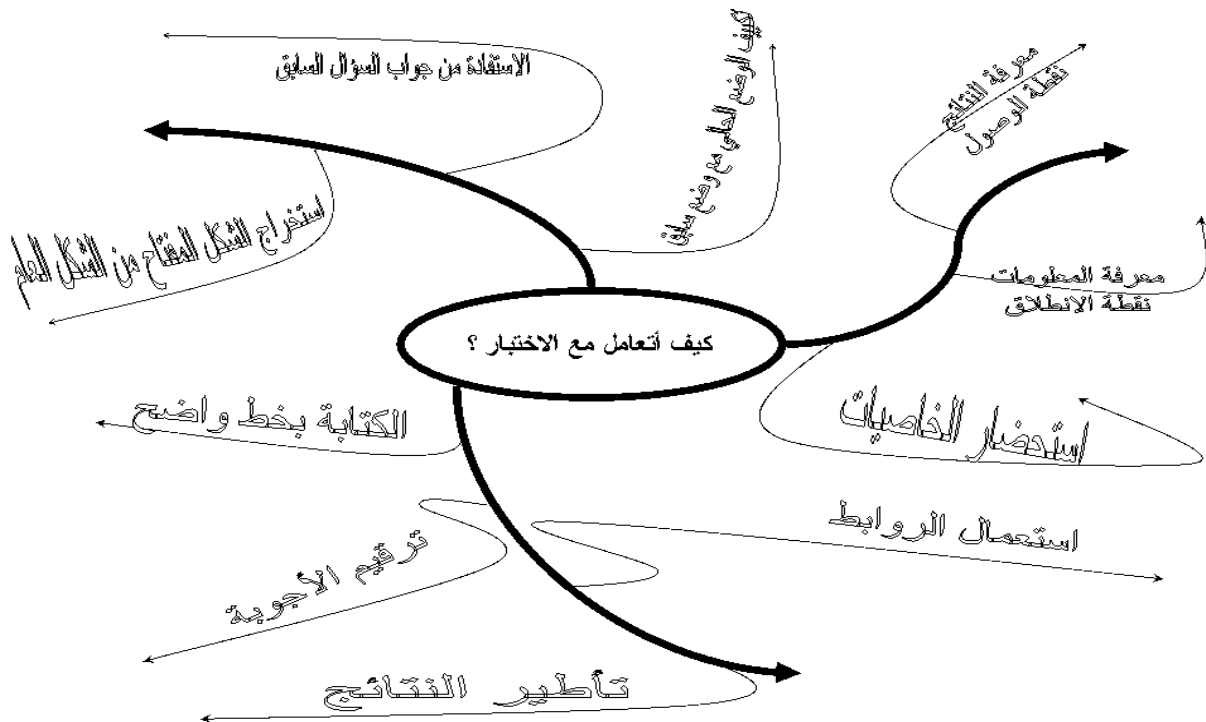 الاستفادة من جواب السؤال السابق
تكييف الوضع الحالي مع وضع سابق
معرفة النتائج
نقطة الوصول
استخراج الشكل المفتاح من الشكل العام
معرفة المعلومات
نقطة الإنطلاق
كيف أتعامل مع الاختبار ؟
الكتابة بخط واضح
استحضار الخاصيات
استعمال الروابط
ترقيم الأجوبة
تأطير النتائج